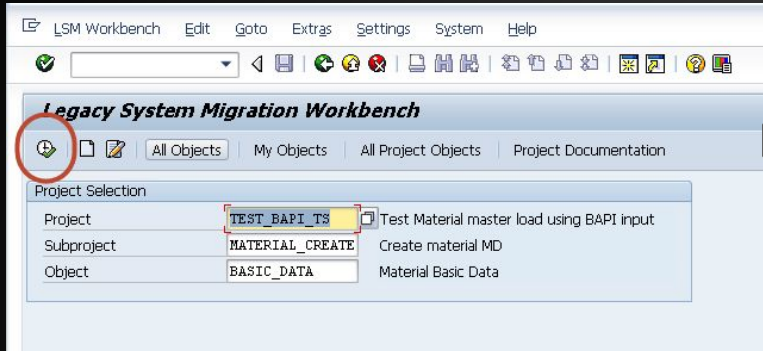 LSM Workbench Edit Goto Extras Settings System Help
Legacy System Migration Workbench
All Objects My Objects All Project Objects Project Documentation
Project Selection
Project TEST_BAPI_TS Test Material master load using BAPI input
Subproject MATERIAL_CREATE Create material MD
Object BASIC_DATA Material Basic Data